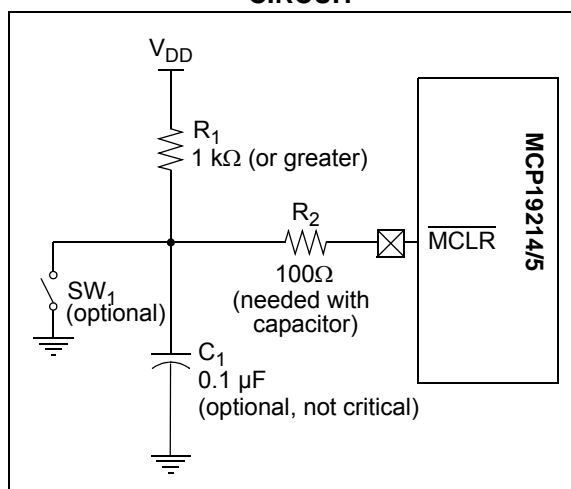 CIRCUIT
VDD
R1
1 kΩ (or greater)
R2
100Ω
(needed with
capacitor)
MCLR
MCP19214/5
SW1
(optional)
C1
0.1 µF
(optional, not critical)